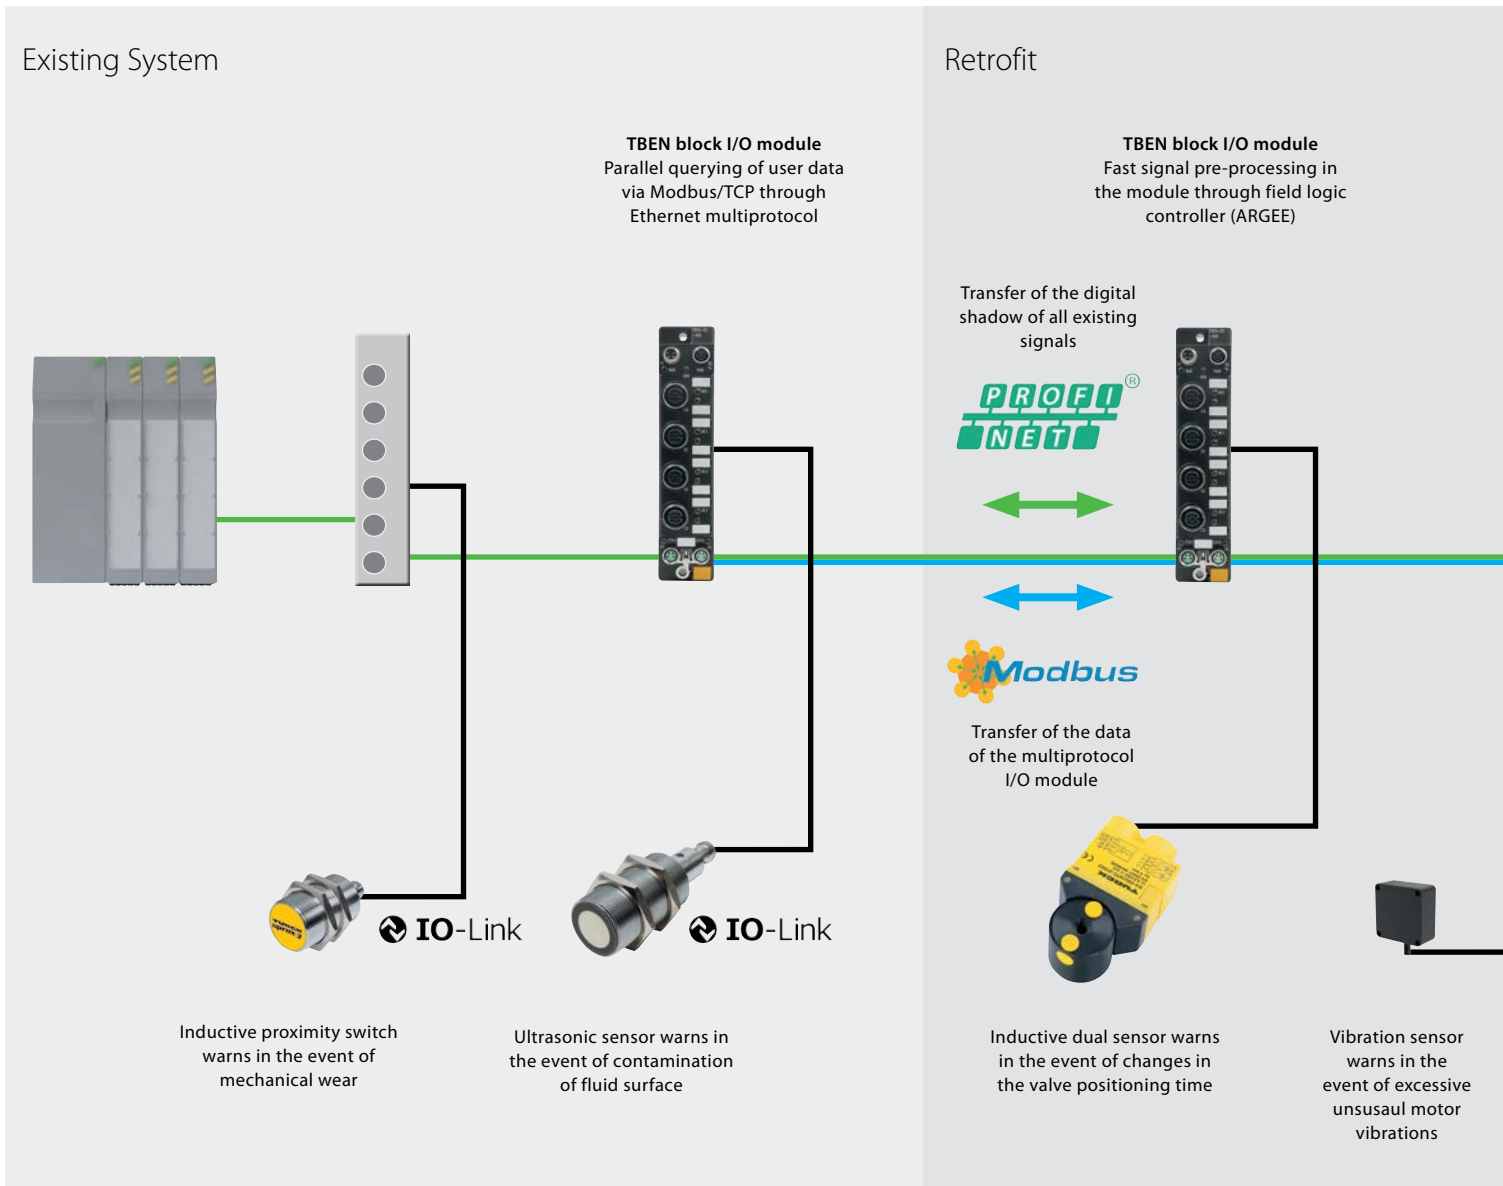 Existing System
Retrofit
TBEN block I/O module
Parallel querying of user data
via Modbus/TCP through
Ethernet multiprotocol
TBEN block I/O module
Fast signal pre-processing in
the module through field logic
controller (ARGEE)
Transfer of the digital
shadow of all existing
signals
PROFI®
NET
Modbus
Transfer of the data
of the multiprotocol
I/O module
TURCK
IO-Link
IO-Link
Inductive proximity switch
warns in the event of
mechanical wear
Ultrasonic sensor warns in
the event of contamination
of fluid surface
Inductive dual sensor warns
in the event of changes in
the valve positioning time
Vibration sensor
warns in the
event of excessive
unsusaul motor
vibrations